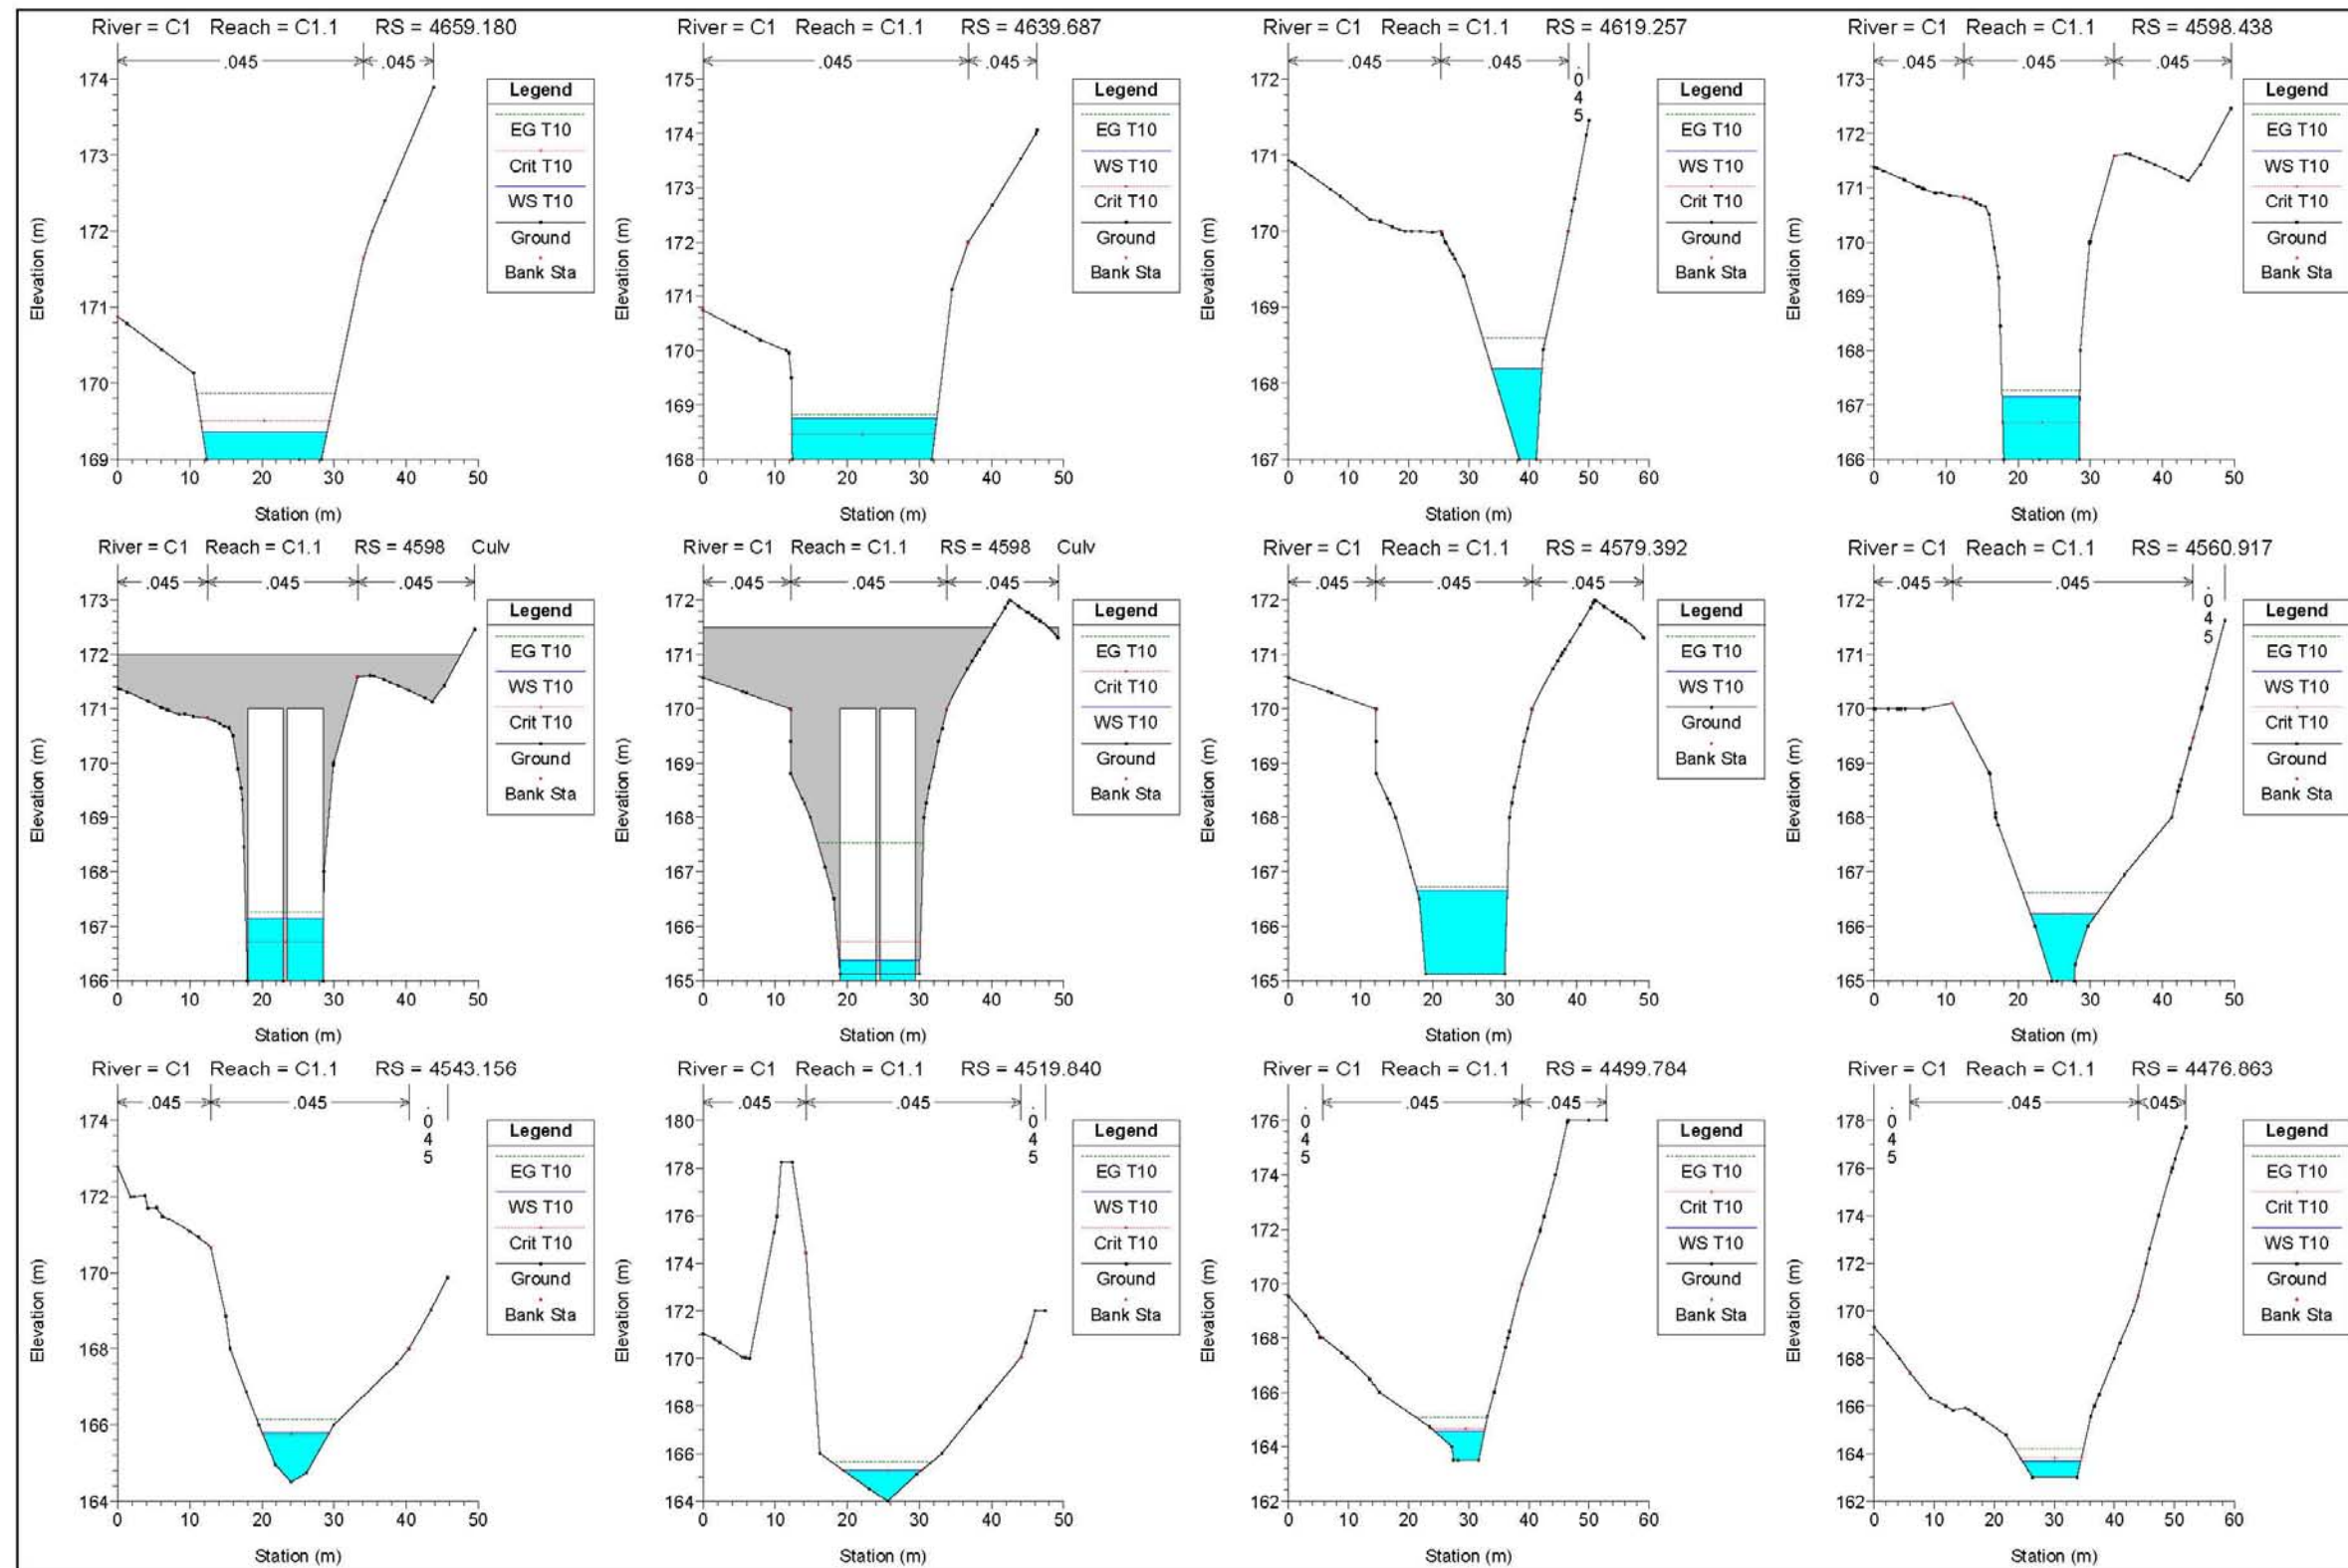 River = C1 Reach = C1.1 RS = 4659.180
.045 .045
174
173
172
171
170
169
Elevation (m)
0 10 20 30 40 50
Station (m)
Legend
EG T10
Crit T10
WS T10
Ground
Bank Sta
River = C1 Reach = C1.1 RS = 4639.687
.045 .045
175
174
173
172
171
170
169
168
Elevation (m)
0 10 20 30 40 50
Station (m)
Legend
EG T10
WS T10
Crit T10
Ground
Bank Sta
River = C1 Reach = C1.1 RS = 4619.257
.045 .045 .045
172
171
170
169
168
167
Elevation (m)
0 10 20 30 40 50 60
Station (m)
Legend
EG T10
WS T10
Crit T10
Ground
Bank Sta
River = C1 Reach = C1.1 RS = 4598.438
.045 .045 .045
173
172
171
170
169
168
167
166
Elevation (m)
0 10 20 30 40 50
Station (m)
Legend
EG T10
WS T10
Crit T10
Ground
Bank Sta
River = C1 Reach = C1.1 RS = 4598 Culv
.045 .045 .045
173
172
171
170
169
168
167
166
Elevation (m)
0 10 20 30 40 50
Station (m)
Legend
EG T10
WS T10
Crit T10
Ground
Bank Sta
River = C1 Reach = C1.1 RS = 4598 Culv
.045 .045 .045
172
171
170
169
168
167
166
165
Elevation (m)
0 10 20 30 40 50
Station (m)
Legend
EG T10
Crit T10
WS T10
Ground
Bank Sta
River = C1 Reach = C1.1 RS = 4579.392
.045 .045 .045
172
171
170
169
168
167
166
165
Elevation (m)
0 10 20 30 40 50
Station (m)
Legend
EG T10
WS T10
Ground
Bank Sta
River = C1 Reach = C1.1 RS = 4560.917
.045 .045 .045
172
171
170
169
168
167
166
165
Elevation (m)
0 10 20 30 40 50
Station (m)
Legend
EG T10
WS T10
Crit T10
Ground
Bank Sta
River = C1 Reach = C1.1 RS = 4543.156
.045 .045 .045
174
172
170
168
166
164
Elevation (m)
0 10 20 30 40 50
Station (m)
Legend
EG T10
WS T10
Crit T10
Ground
Bank Sta
River = C1 Reach = C1.1 RS = 4519.840
.045 .045 .045
180
178
176
174
172
170
168
166
164
Elevation (m)
0 10 20 30 40 50
Station (m)
Legend
EG T10
WS T10
Crit T10
Ground
Bank Sta
River = C1 Reach = C1.1 RS = 4499.784
.045 .045 .045
176
174
172
170
168
166
164
162
Elevation (m)
0 10 20 30 40 50 60
Station (m)
Legend
EG T10
Crit T10
WS T10
Ground
Bank Sta
River = C1 Reach = C1.1 RS = 4476.863
.045 .045 .045
178
176
174
172
170
168
166
164
162
Elevation (m)
0 10 20 30 40 50 60
Station (m)
Legend
EG T10
Crit T10
WS T10
Ground
Bank Sta